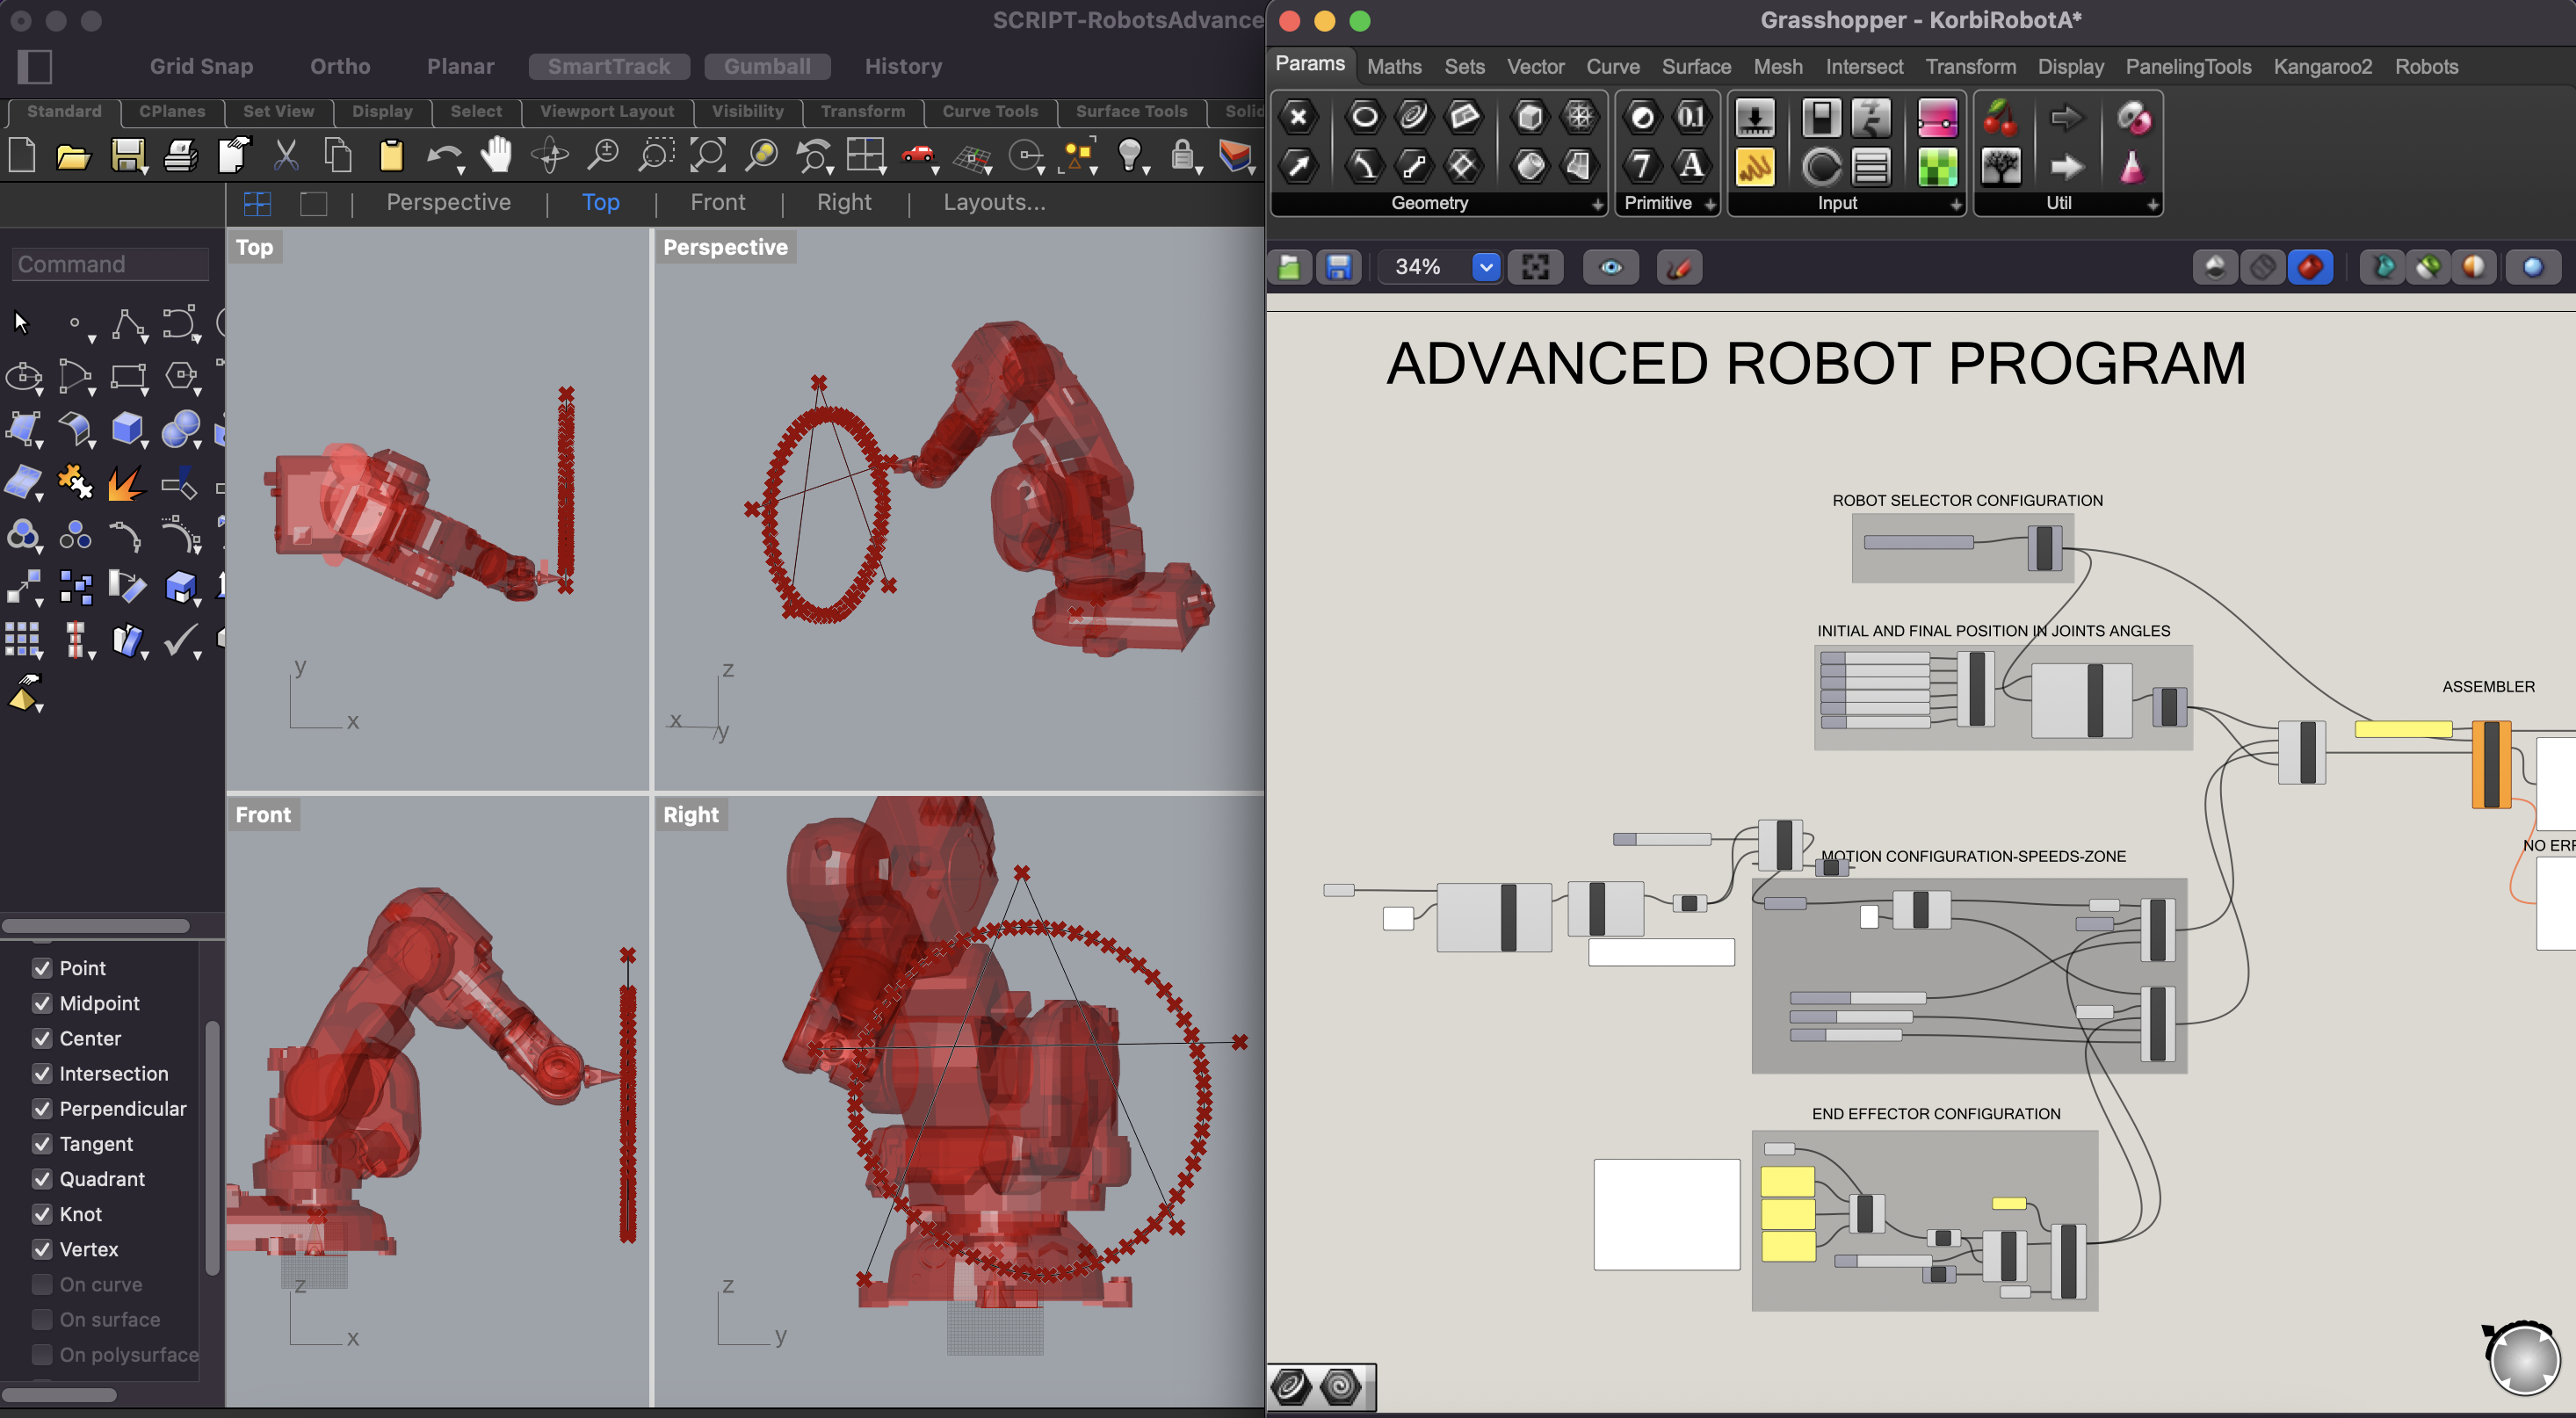 SCRIPT-RobotsAdvance
Grid Snap Ortho Planar SmartTrack Gumball History
Standard CPlanes Set View Display Select Viewport Layout Visibility Transform Curve Tools Surface Tools Solid
Perspective Top Front Right Layouts...
Command
Top
y
x
Perspective
z
x
y
Front
z
x
Right
z
y
Point
Midpoint
Center
Intersection
Perpendicular
Tangent
Quadrant
Knot
Vertex
On curve
On surface
On polysurface
Grasshopper - KorbiRobotA*
Params Maths Sets Vector Curve Surface Mesh Intersect Transform Display PanelingTools Kangaroo2 Robots
0.1
7 A
Geometry Primitive Input Util
34%
ADVANCED ROBOT PROGRAM
ROBOT SELECTOR CONFIGURATION
INITIAL AND FINAL POSITION IN JOINTS ANGLES
ASSEMBLER
NO ERR
MOTION CONFIGURATION-SPEEDS-ZONE
END EFFECTOR CONFIGURATION